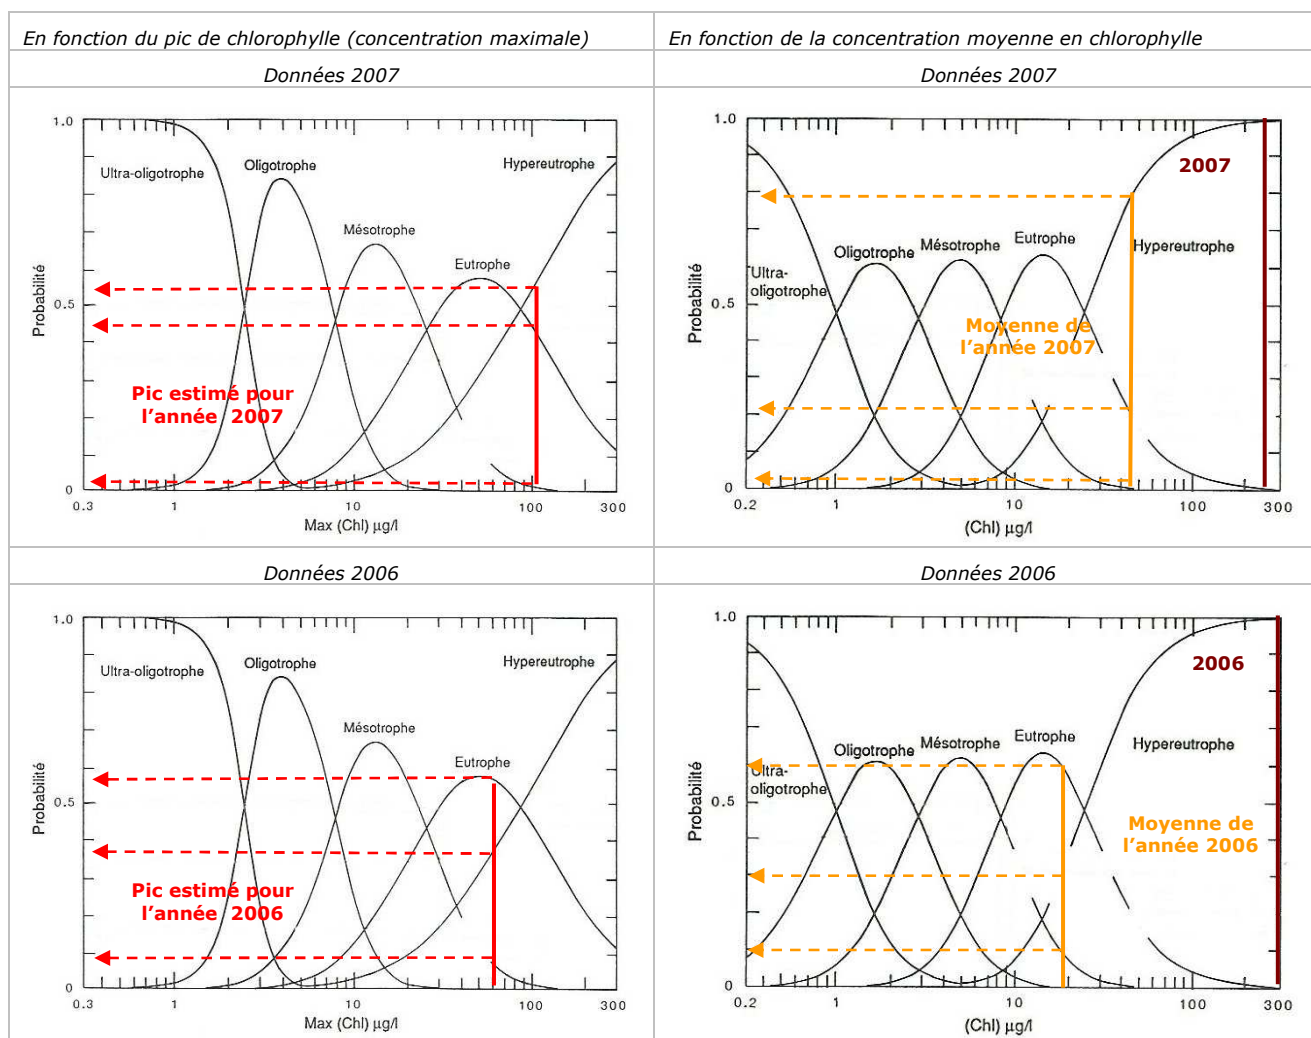 En fonction du pic de chlorophylle (concentration maximale)
En fonction de la concentration moyenne en chlorophylle
Données 2007
Données 2007
1.0
Ultra-oligotrophe
Oligotrophe
Hypereutrophe
Mésotrophe
Eutrophe
Probabilité
0.5
Pic estimé pour
l'année 2007
0
0.3
1
10
100
300
Max (Chl) µg/l
1.0
2007
Oligotrophe
Mésotrophe
Eutrophe
Hypereutrophe
Ultra-
oligotrophe
Probabilité
0.5
Moyenne de
l'année 2007
0
0.2
1
10
100
300
(Chl) µg/l
Données 2006
Données 2006
1.0
Ultra-oligotrophe
Oligotrophe
Hypereutrophe
Mésotrophe
Eutrophe
Probabilité
0.5
Pic estimé pour
l'année 2006
0
0.3
1
10
100
300
Max (Chl) µg/l
1.0
2006
Oligotrophe
Mésotrophe
Eutrophe
Hypereutrophe
Ultra-
oligotrophe
Probabilité
0.5
Moyenne de
l'année 2006
0
0.2
1
10
100
300
(Chl) µg/l